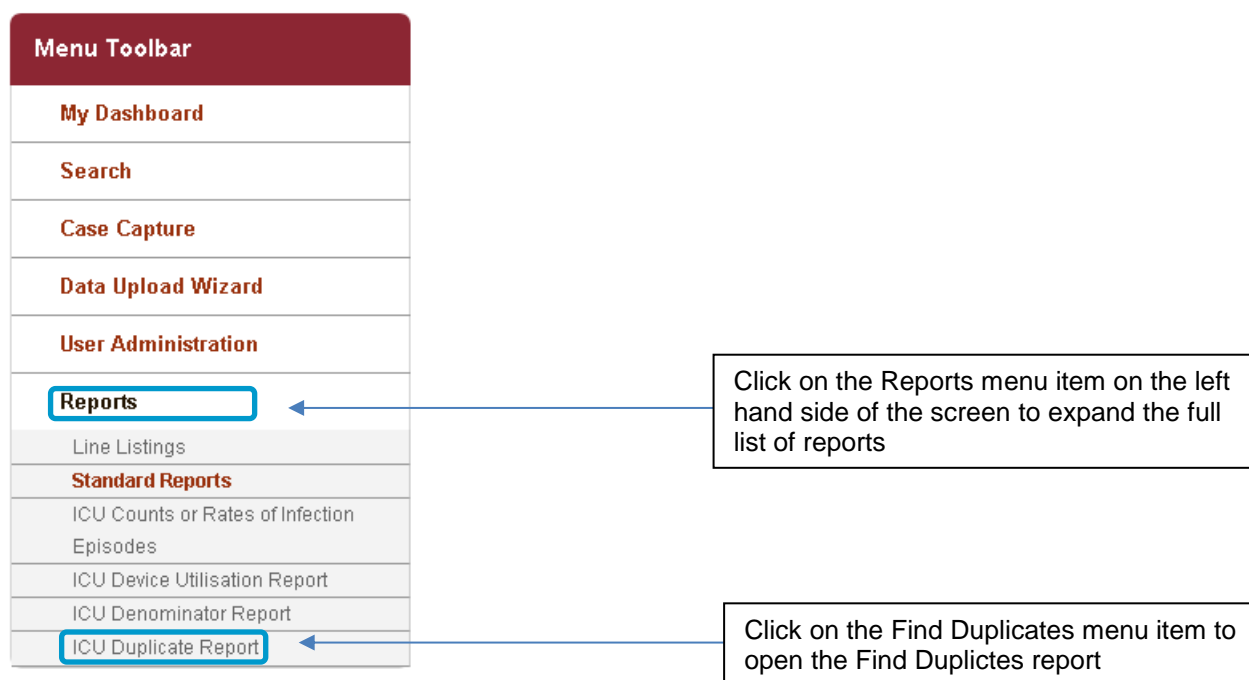 Menu Toolbar
My Dashboard
Search
Case Capture
Data Upload Wizard
User Administration
Reports
Click on the Reports menu item on the left
hand side of the screen to expand the full
list of reports
Line Listings
Standard Reports
ICU Counts or Rates of Infection
Episodes
ICU Device Utilisation Report
ICU Denominator Report
ICU Duplicate Report
Click on the Find Duplicates menu item to
open the Find Duplictes report